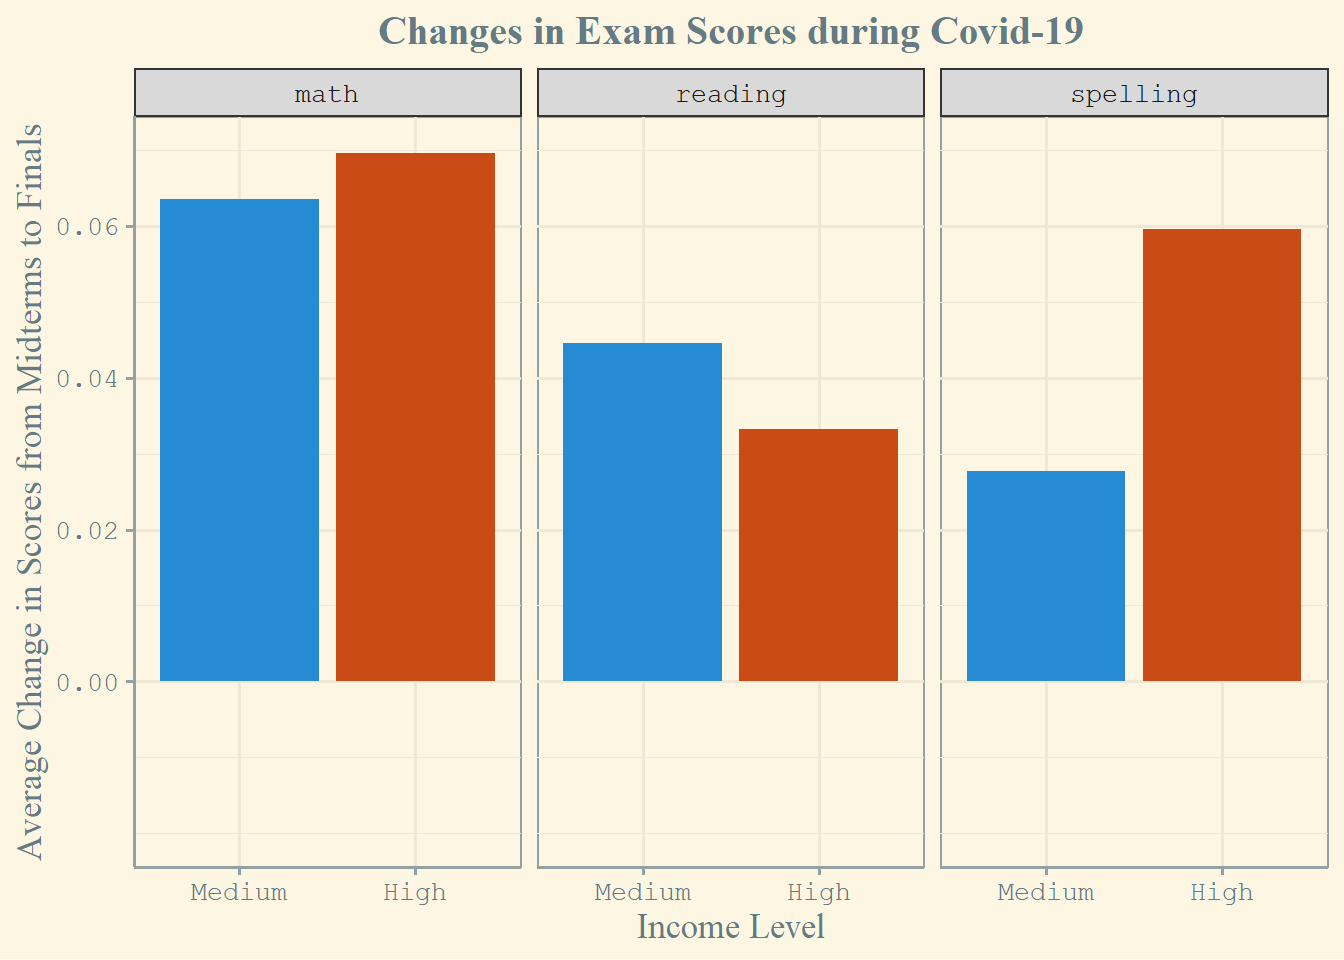 Changes in Exam Scores during Covid-19
math
reading
spelling
Average Change in Scores from Midterms to Finals
0.06
0.04
0.02
0.00
Medium High Medium High Medium High
Income Level